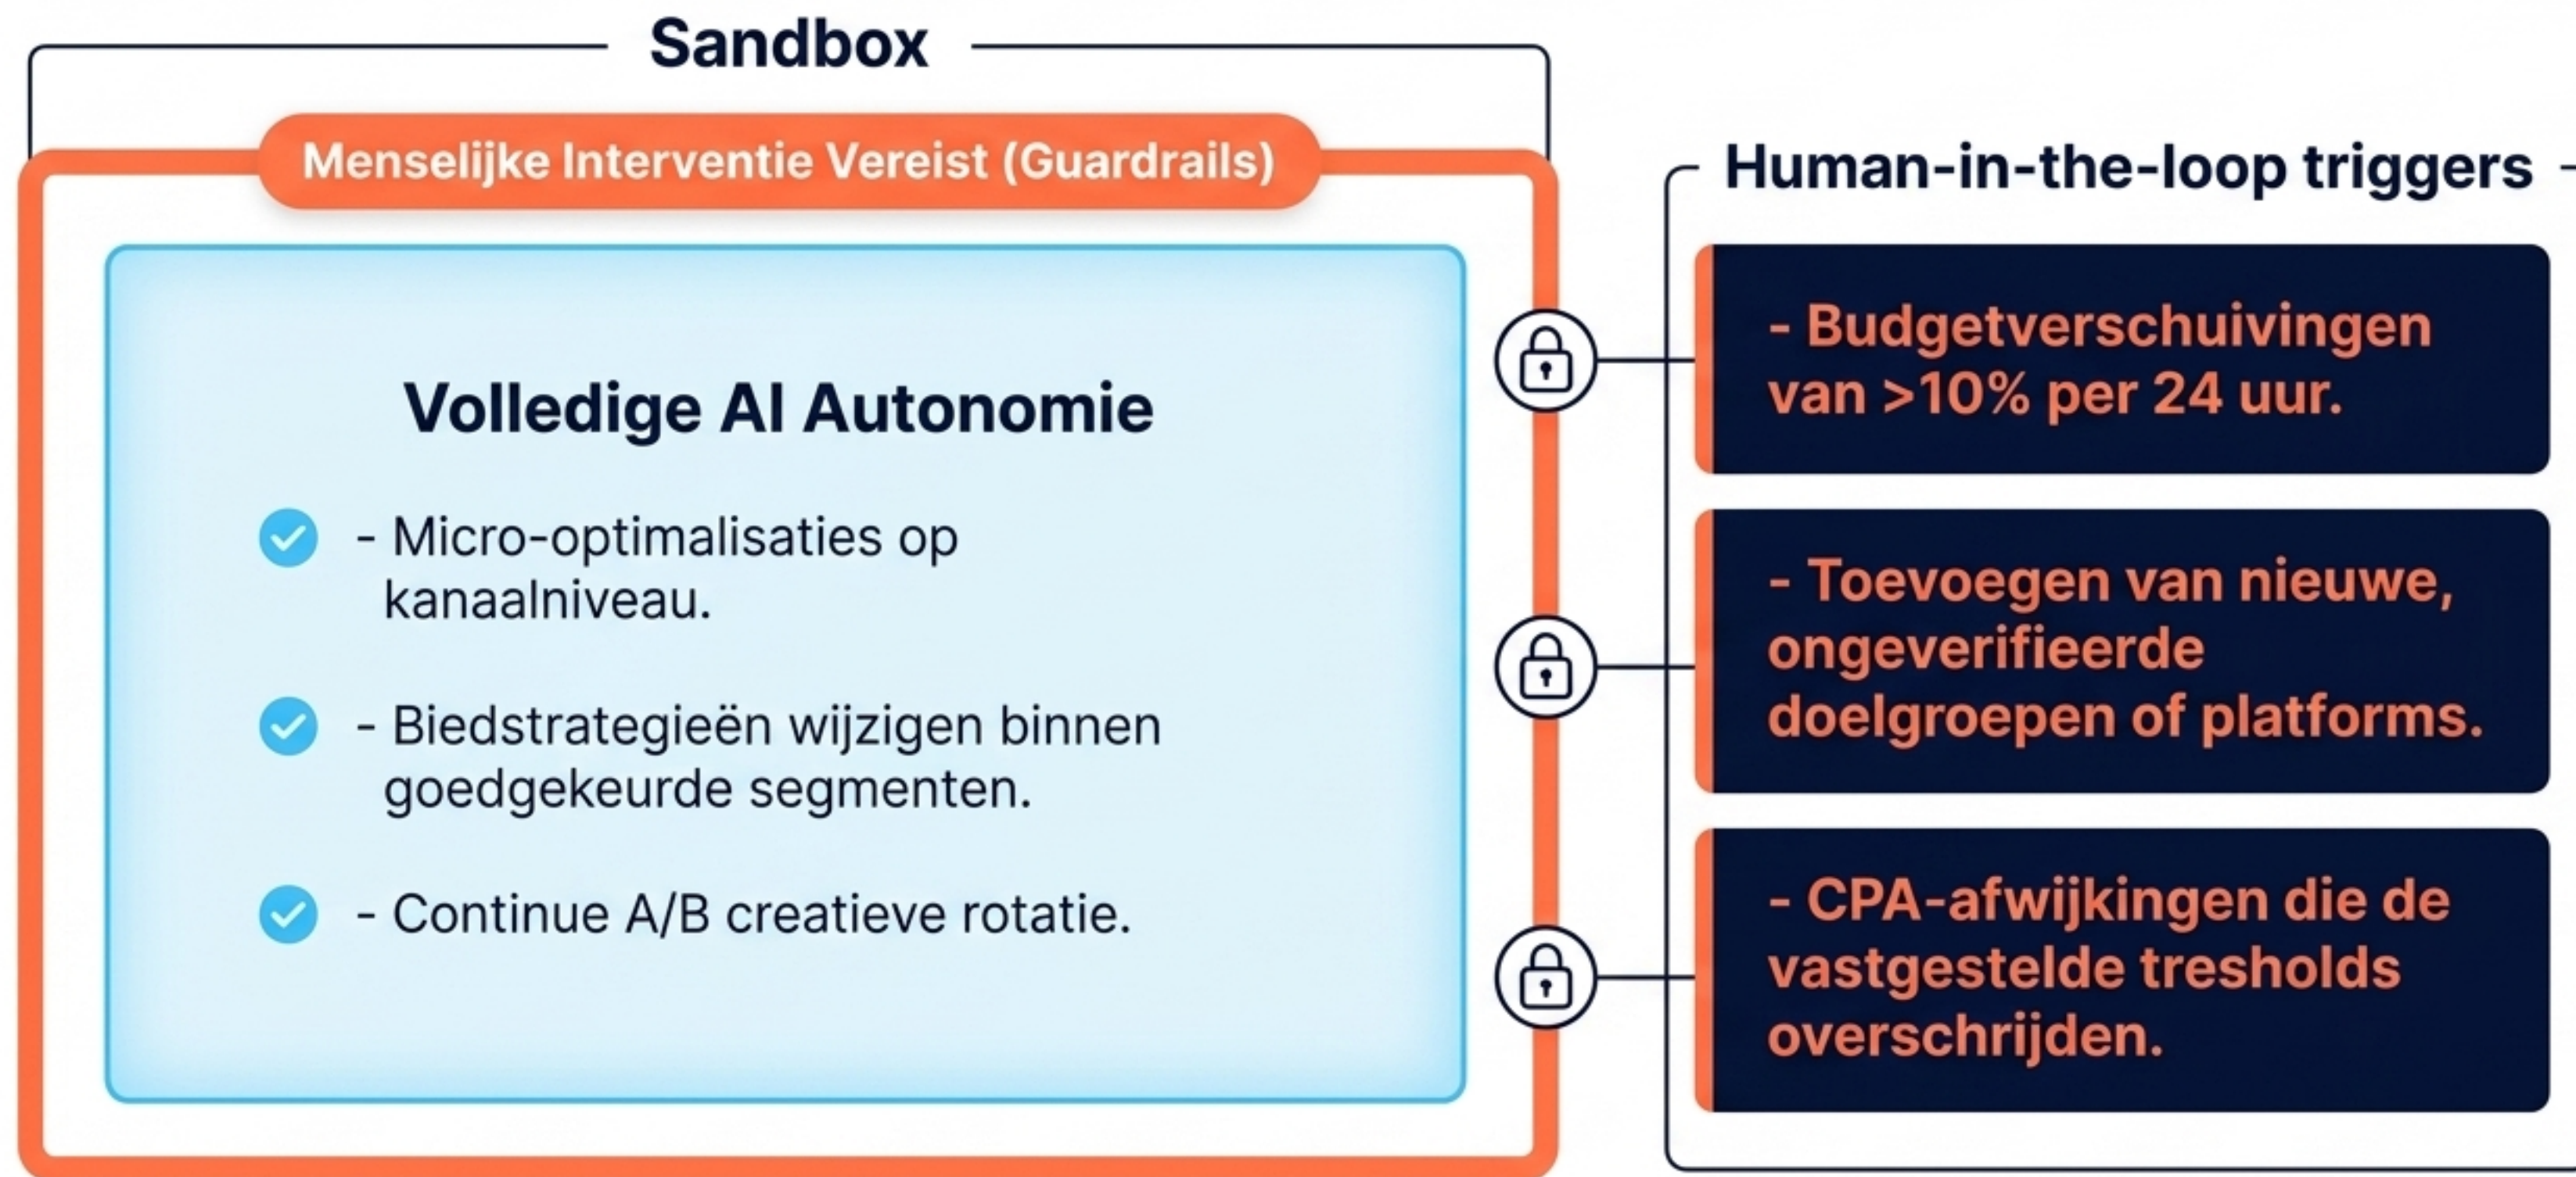 Sandbox
Menselijke Interventie Vereist (Guardrails)
Volledige AI Autonomie
- Micro-optimalisaties op
kanaalniveau.
- Biedstrategieën wijzigen binnen
goedgekeurde segmenten.
- Continue A/B creatieve rotatie.
Human-in-the-loop triggers
- Budgetverschuivingen
van >10% per 24 uur.
- Toevoegen van nieuwe,
ongeverifieerde
doelgroepen of platforms.
- CPA-afwijkingen die de
vastgestelde tresholds
overschrijden.